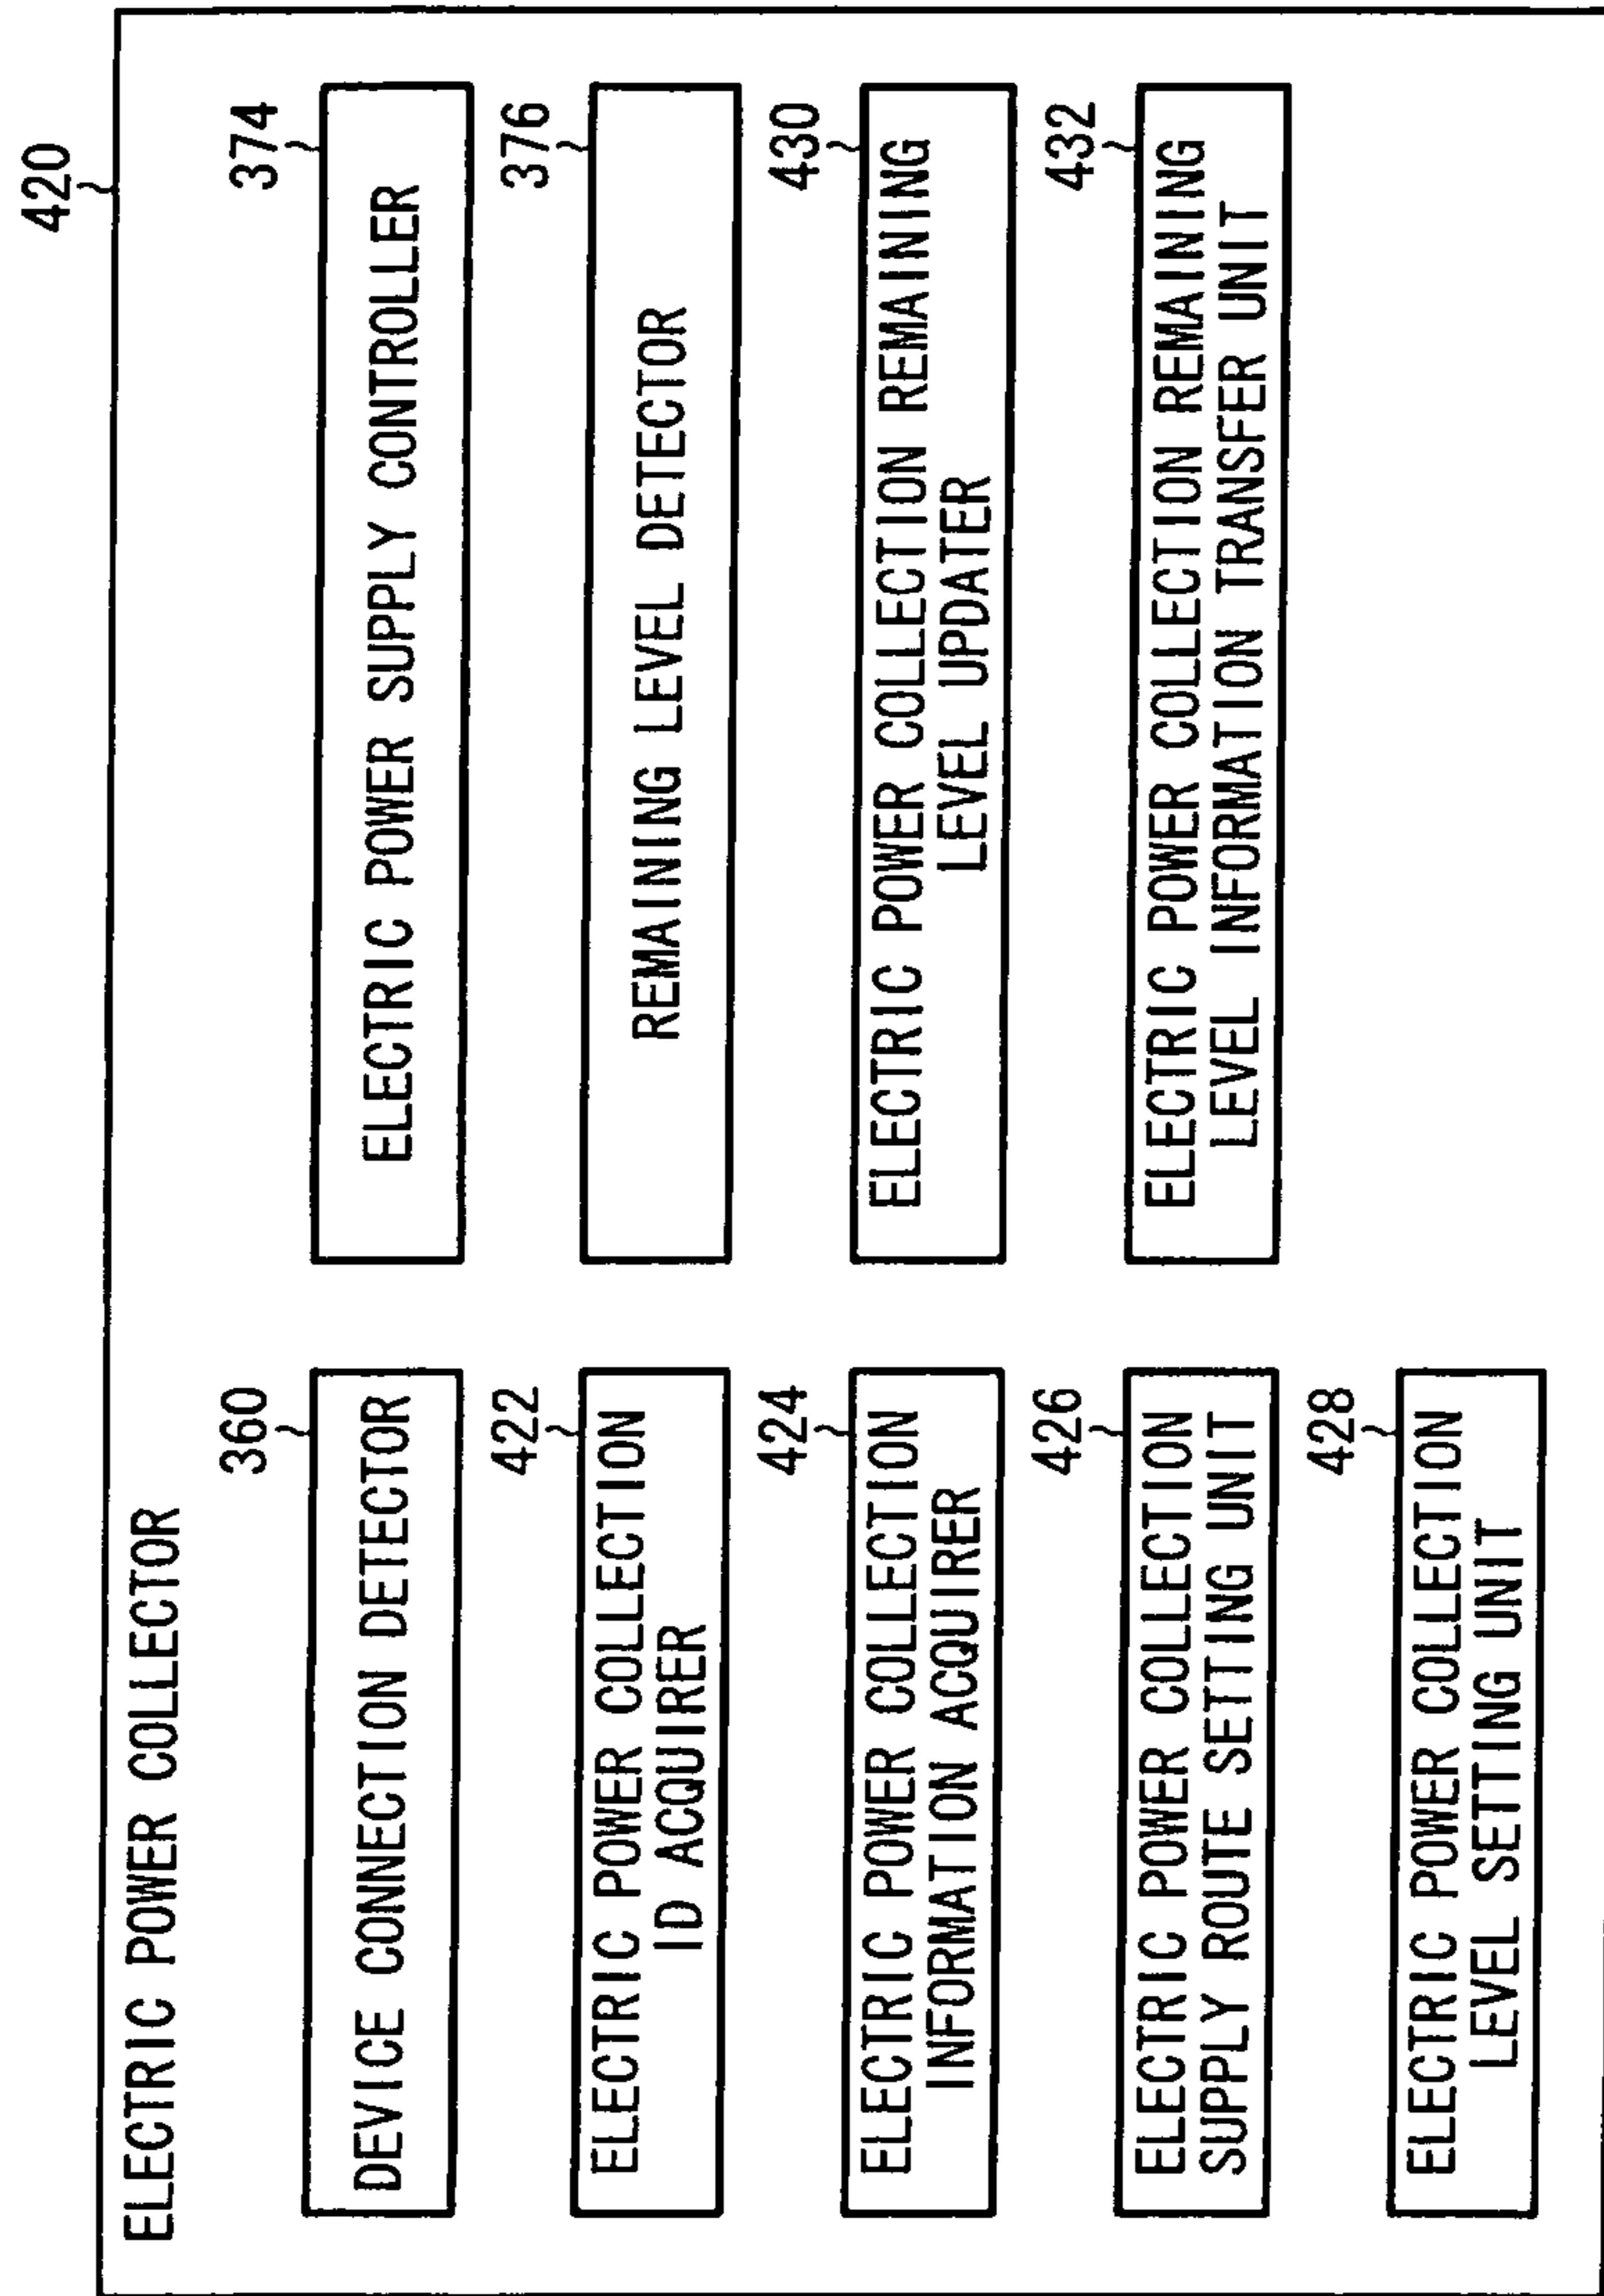 420
ELECTRIC POWER COLLECTOR
360
DEVICE CONNECTION DETECTOR
422
ELECTRIC POWER COLLECTION
ID ACQUIRER
424
ELECTRIC POWER COLLECTION
INFORMATION ACQUIRER
426
ELECTRIC POWER COLLECTION
SUPPLY ROUTE SETTING UNIT
428
ELECTRIC POWER COLLECTION
LEVEL SETTING UNIT
374
ELECTRIC POWER SUPPLY CONTROLLER
376
REMAINING LEVEL DETECTOR
430
ELECTRIC POWER COLLECTION REMAINING
LEVEL UPDATER
432
ELECTRIC POWER COLLECTION REMAINING
LEVEL INFORMATION TRANSFER UNIT